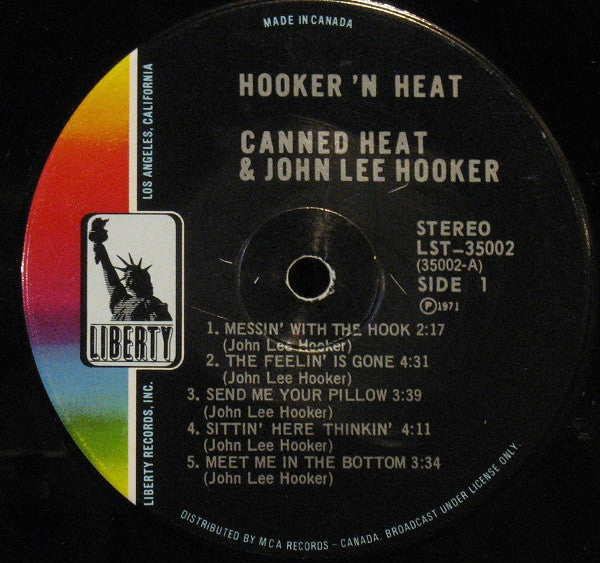 MADE IN CANADA
HOOKER 'N HEAT
CANNED HEAT
& JOHN LEE HOOKER
STEREO
LST-35002
(35002-A)
SIDE 1
℗1971
LOS ANGELES, CALIFORNIA
LIBERTY
LIBERTY RECORDS, INC.
1. MESSIN' WITH THE HOOK 2:17
(John Lee Hooker)
2. THE FEELIN' IS GONE 4:31
(John Lee Hooker)
3. SEND ME YOUR PILLOW 3:39
(John Lee Hooker)
4. SITTIN' HERE THINKIN' 4:11
(John Lee Hooker)
5. MEET ME IN THE BOTTOM 3:34
(John Lee Hooker)
DISTRIBUTED BY MCA RECORDS - CANADA. BROADCAST UNDER LICENSE ONLY.